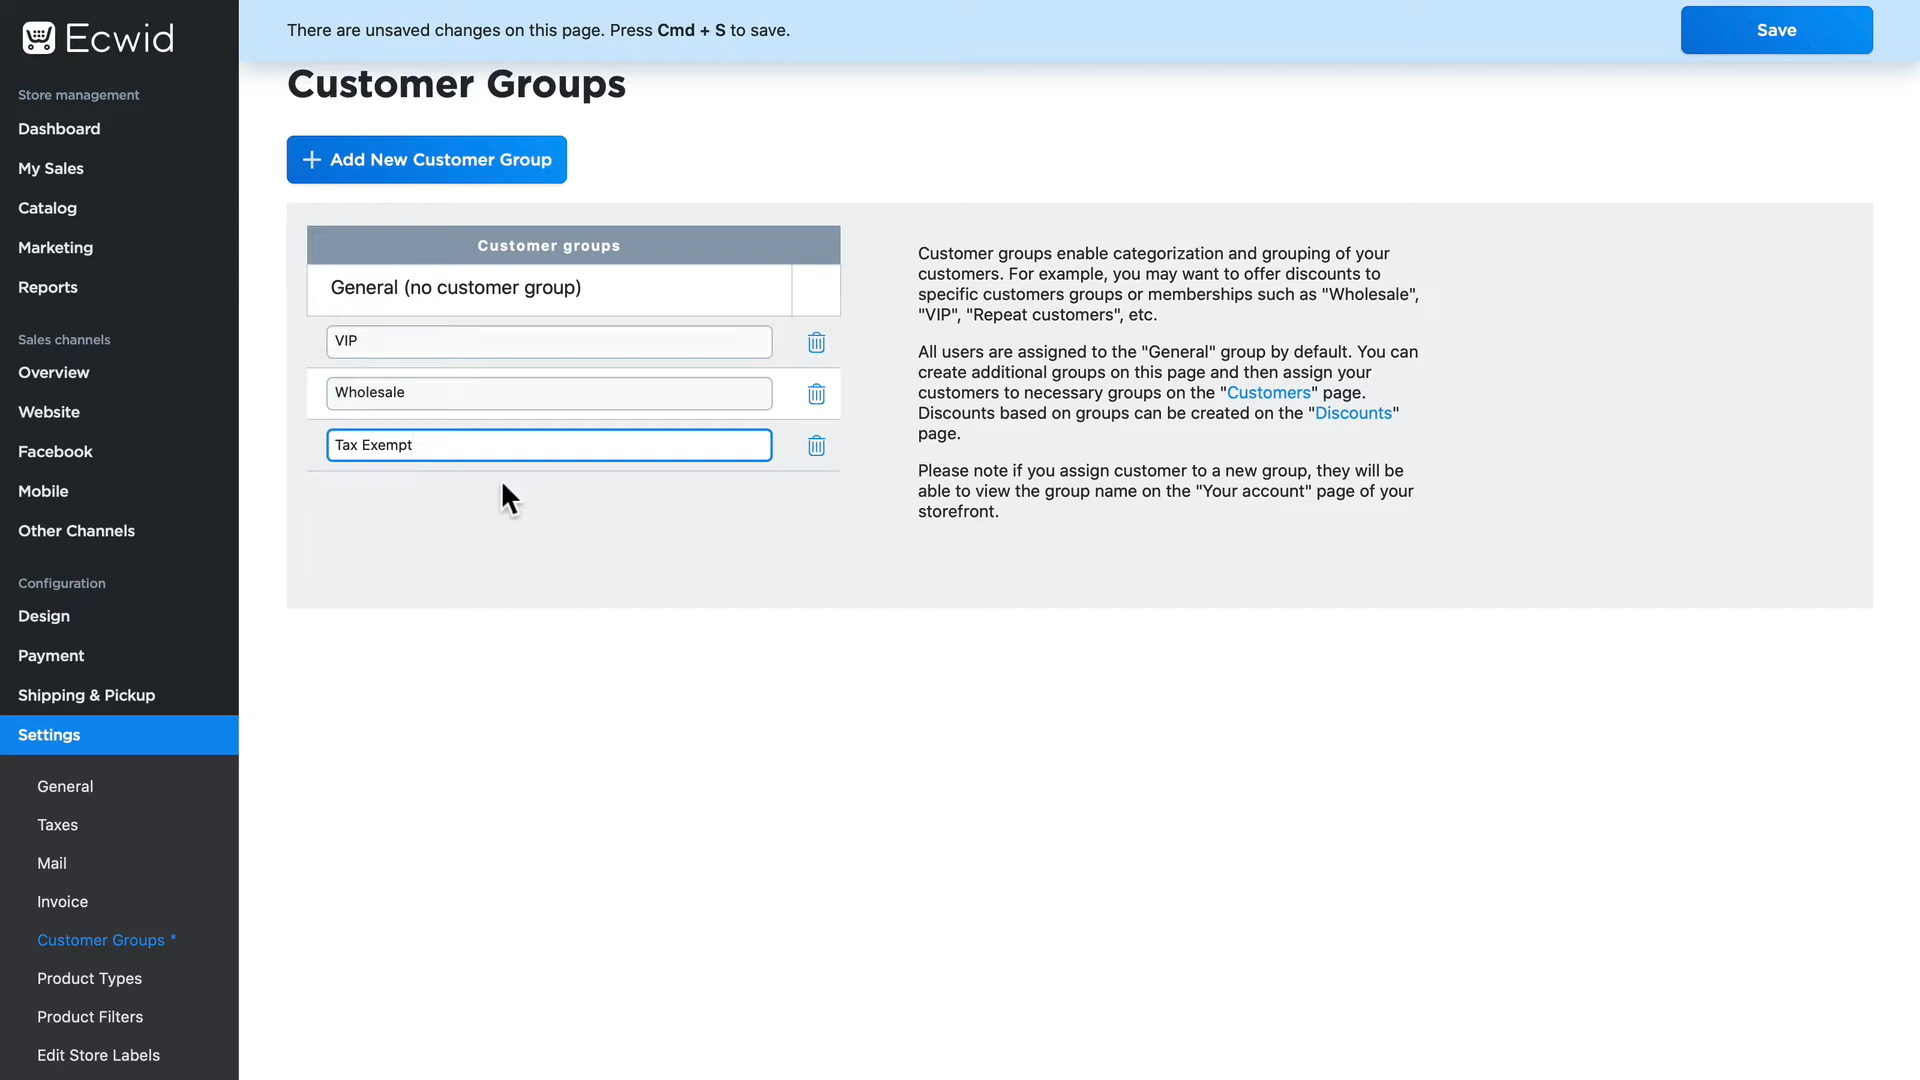 Ecwid
Store management
Dashboard
My Sales
Catalog
Marketing
Reports
Sales channels
Overview
Website
Facebook
Mobile
Other Channels
Configuration
Design
Payment
Shipping & Pickup
Settings
General
Taxes
Mail
Invoice
Customer Groups *
Product Types
Product Filters
Edit Store Labels
There are unsaved changes on this page. Press Cmd + S to save.
Save
Customer Groups
+ Add New Customer Group
Customer groups
General (no customer group)
VIP
Wholesale
Tax Exempt
Customer groups enable categorization and grouping of your
customers. For example, you may want to offer discounts to
specific customers groups or memberships such as "Wholesale",
"VIP", "Repeat customers", etc.
All users are assigned to the "General" group by default. You can
create additional groups on this page and then assign your
customers to necessary groups on the "Customers" page.
Discounts based on groups can be created on the "Discounts"
page.
Please note if you assign customer to a new group, they will be
able to view the group name on the "Your account" page of your
storefront.